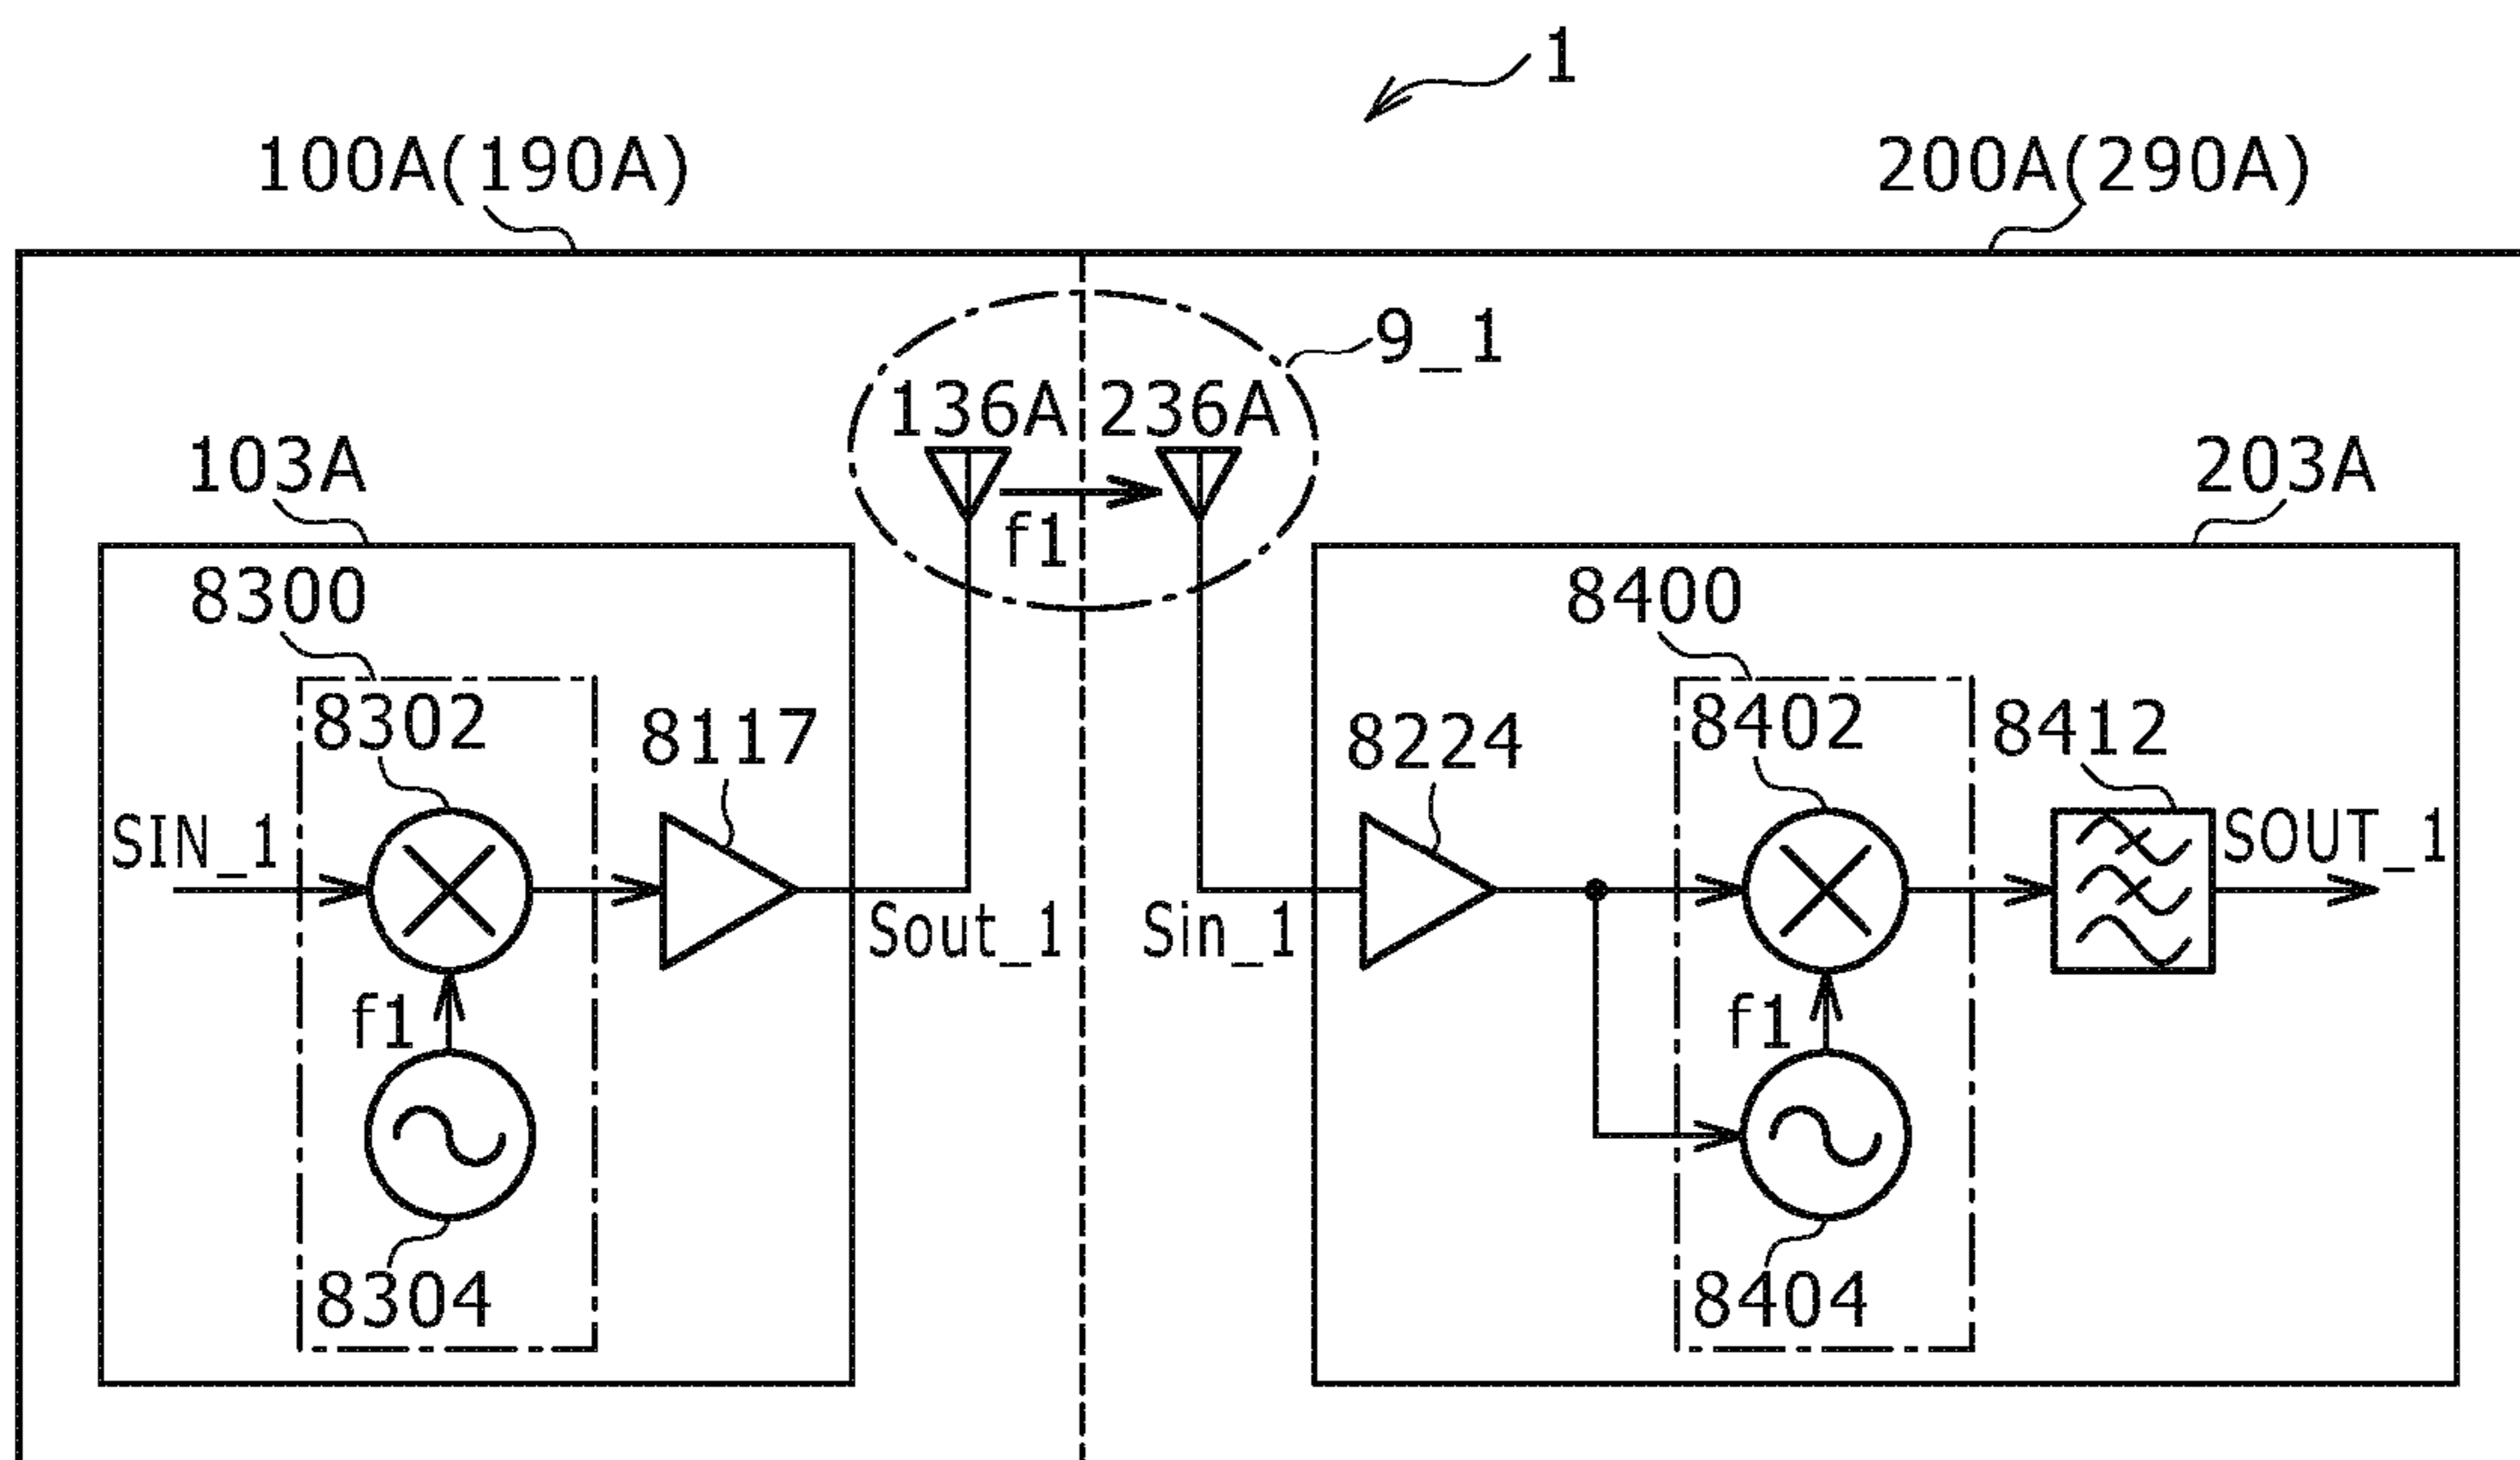 1
100A(190A)
200A(290A)
9_1
136A
236A
f1
103A
203A
8300
8400
8302
8117
8224
8402
8412
SIN_1
SOUT_1
Sout_1
Sin_1
f1
f1
8304
8404